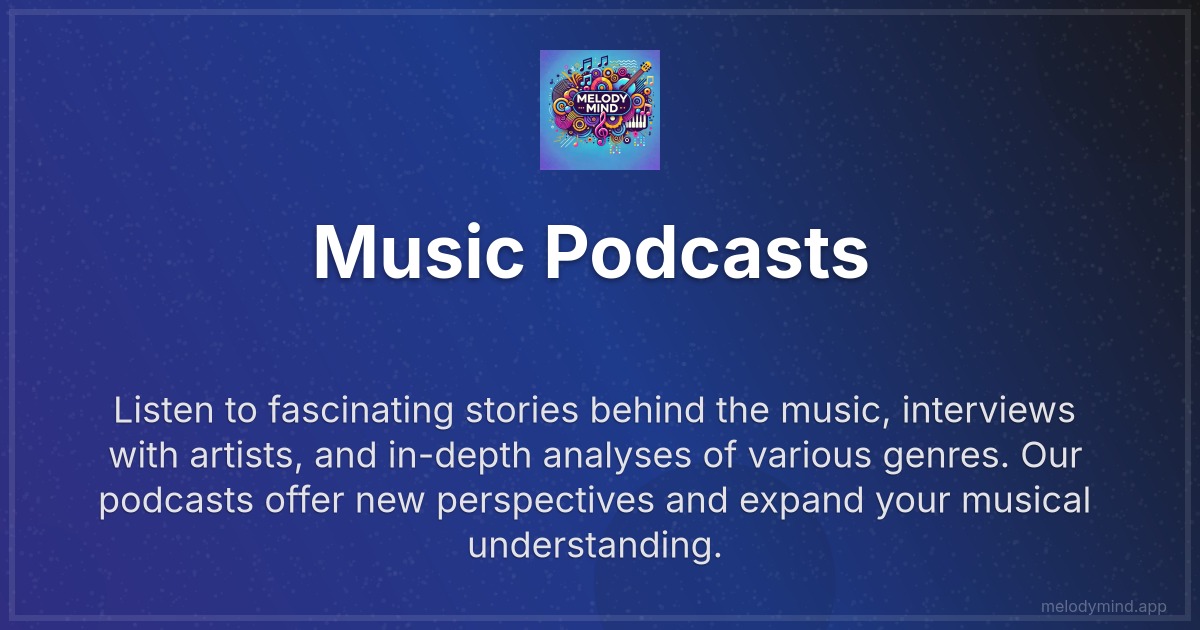 MELODY
MIND
Music Podcasts
Listen to fascinating stories behind the music, interviews
with artists, and in-depth analyses of various genres. Our
podcasts offer new perspectives and expand your musical
understanding.
melodymind.app